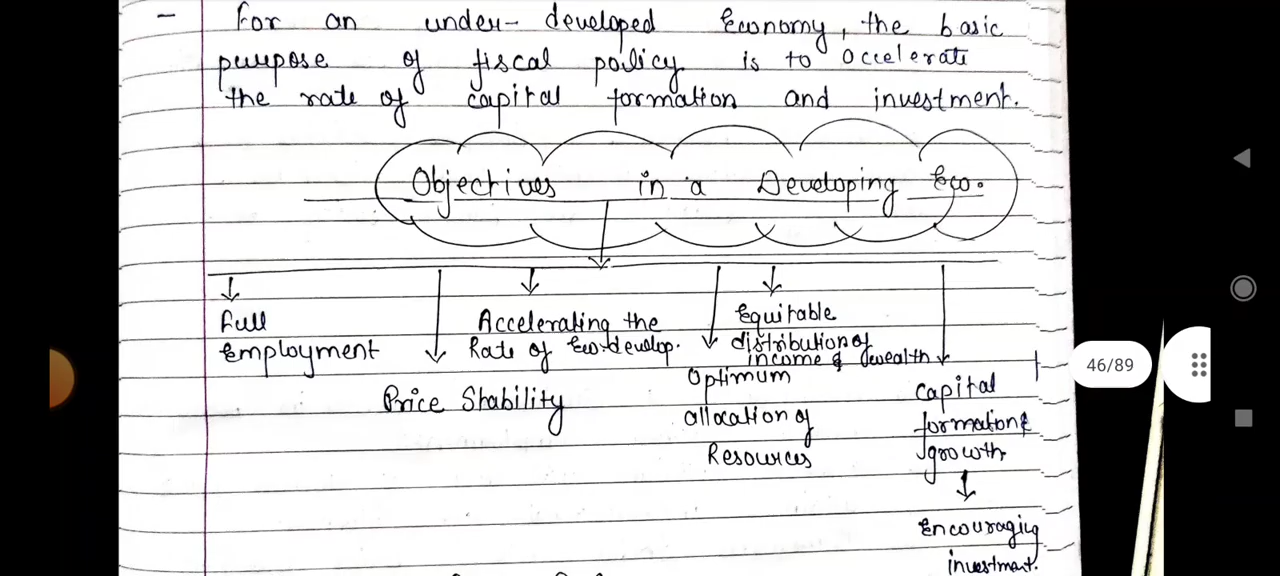 - For an under-developed Economy, the basic
purpose of fiscal policy is to accelerate
the rate of capital formation and investment.
Objectives in a Developing Eco.
Full
Employment
Price Stability
Accelerating the
Rate of Eco. develop.
Optimum
allocation of
Resources
Equitable
distribution of
income & wealth
Capital
formation &
growth
Encouraging
investment.
46/89